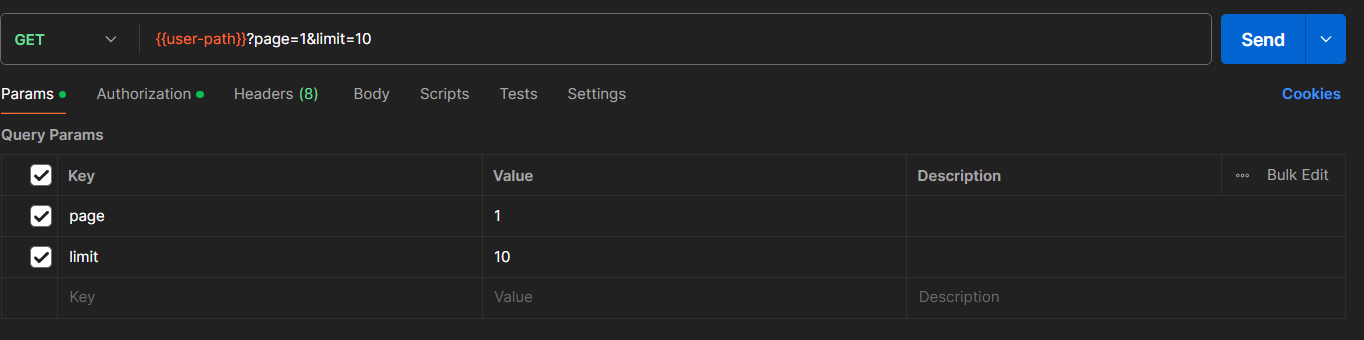 GET {{user-path}}?page=1&limit=10 Send
Params Authorization Headers (8) Body Scripts Tests Settings Cookies
Query Params
Key Value Description Bulk Edit
page 1
limit 10
Key Value Description